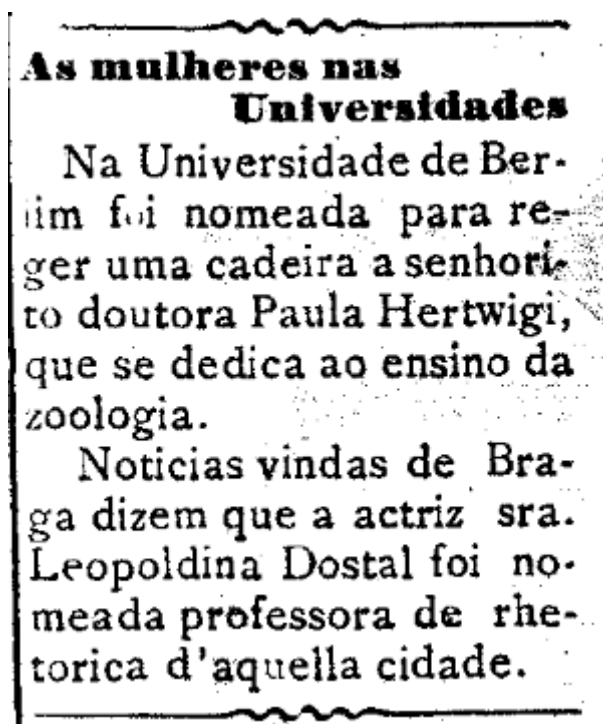 As mulheres nas
Universidades
Na Universidade de Ber-
lim foi nomeada para re-
ger uma cadeira a senhori-
to doutora Paula Hertwigi,
que se dedica ao ensino da
zoologia.
Noticias vindas de Bra-
ga dizem que a actriz sra.
Leopoldina Dostal foi no-
meada professora de rhe-
torica d'aquella cidade.